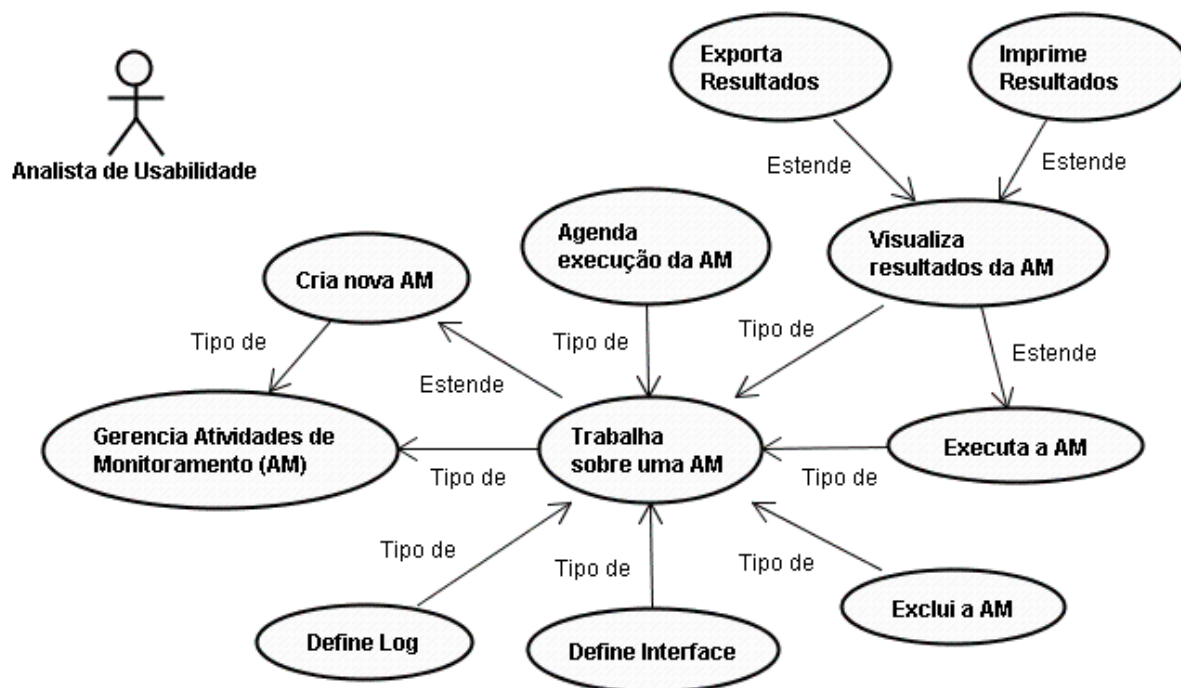 Exporta
Resultados
Imprime
Resultados
Analista de Usabilidade
Estende
Estende
Agenda
execução da AM
Visualiza
resultados da AM
Cria nova AM
Tipo de
Tipo de
Tipo de
Estende
Estende
Gerencia Atividades de
Monitoramento (AM)
Trabalha
sobre uma AM
Executa a AM
Tipo de
Tipo de
Tipo de
Tipo de
Tipo de
Define Log
Define Interface
Exclui a AM